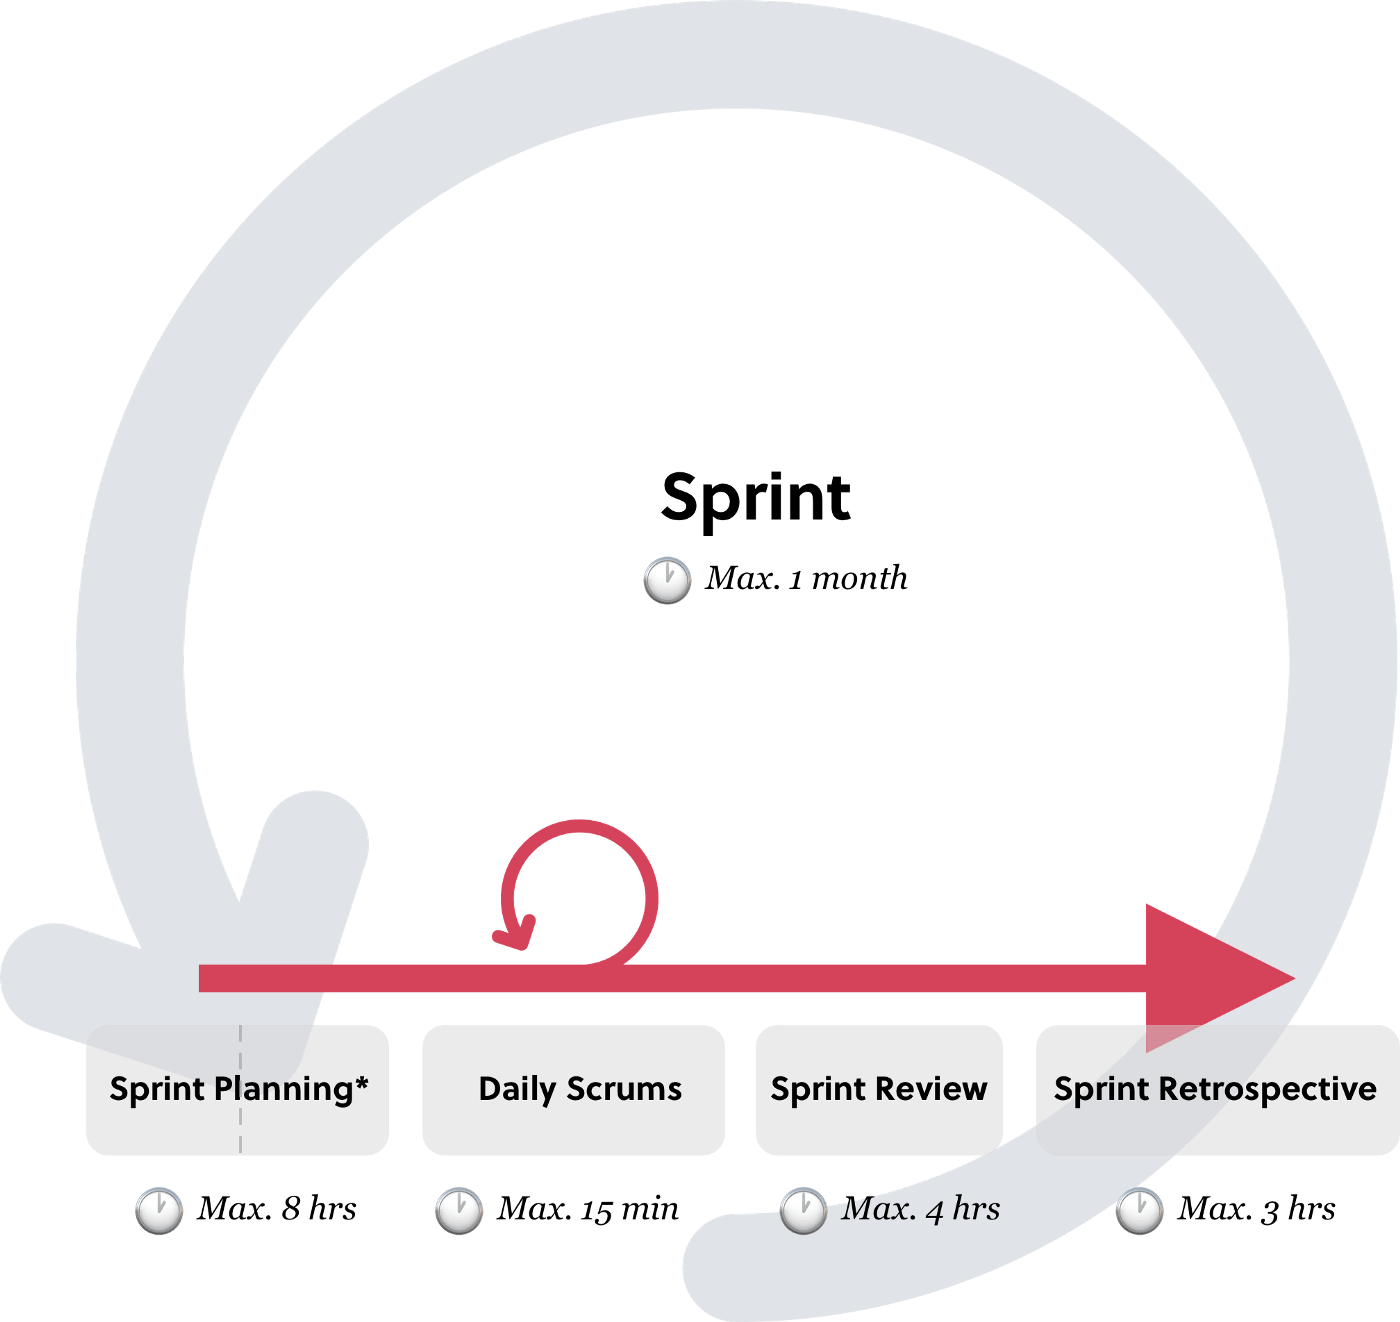 Sprint
Max. 1 month
Sprint Planning*
Daily Scrums
Sprint Review
Sprint Retrospective
Max. 8 hrs
Max. 15 min
Max. 4 hrs
Max. 3 hrs